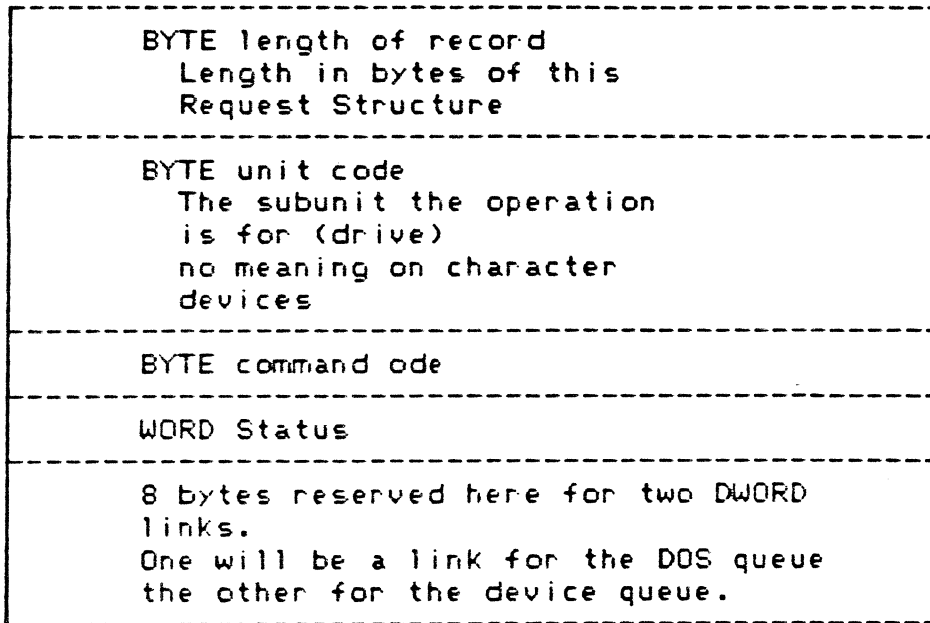 BYTE length of record
Length in bytes of this
Request Structure
BYTE unit code
The subunit the operation
is for (drive)
no meaning on character
devices
BYTE command ode
WORD Status
8 bytes reserved here for two DWORD
links.
One will be a link for the DOS queue
the other for the device queue.